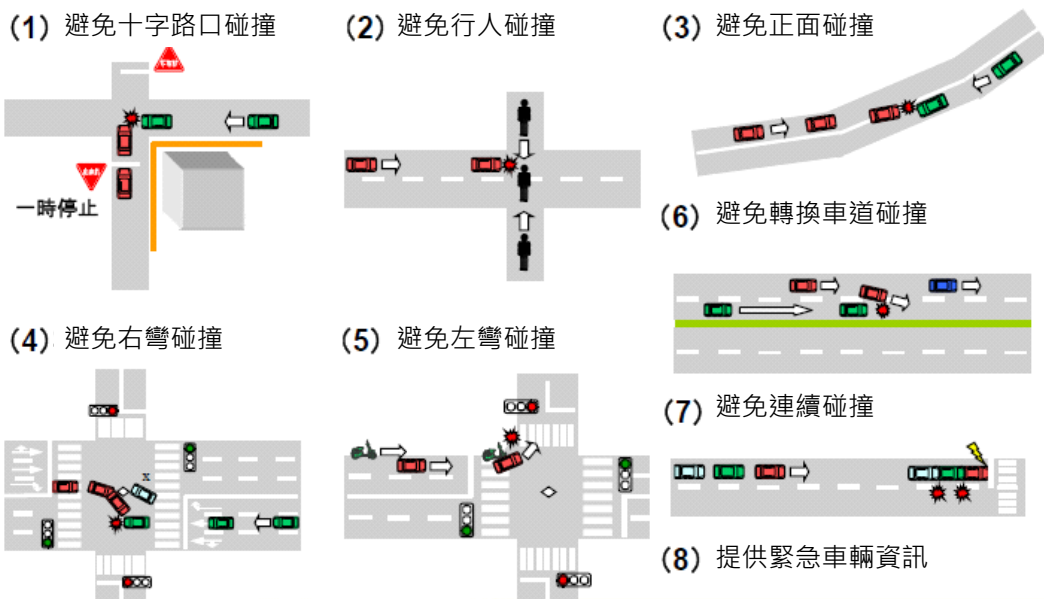 (1) 避免十字路口碰撞
(2) 避免行人碰撞
(3) 避免正面碰撞
一時停止
(6) 避免轉換車道碰撞
(4) 避免右彎碰撞
(5) 避免左彎碰撞
(7) 避免連續碰撞
x
(8) 提供緊急車輛資訊